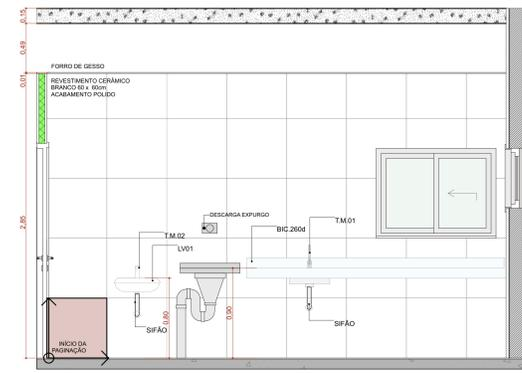 0,15
0,49
FORRO DE GESSO
0,01
REVESTIMENTO CERÂMICO
BRANCO 60 x 60cm
ACABAMENTO POLIDO
DESCARGA EXPURGO
T.M.01
2,85
T.M.02
BIC.260d
LV01
0,80
0,90
SIFÃO
SIFÃO
INÍCIO DA
PAGINAÇÃO